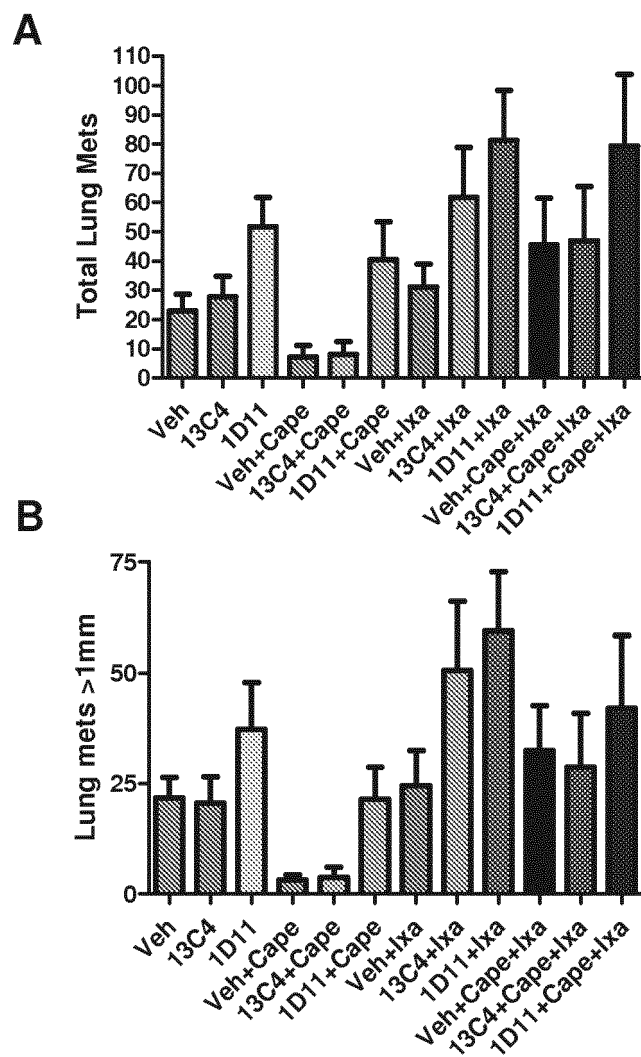 A
110
100
90
80
70
60
50
40
30
20
10
0
Total Lung Mets
Veh
13C4
1D11
Veh+Cape
13C4+Cape
1D11+Cape
Veh+Ixa
13C4+Ixa
1D11+Ixa
Veh+Cape+Ixa
13C4+Cape+Ixa
1D11+Cape+Ixa
B
75
50
25
0
Lung mets >1mm
Veh
13C4
1D11
Veh+Cape
13C4+Cape
1D11+Cape
Veh+Ixa
13C4+Ixa
1D11+Ixa
Veh+Cape+Ixa
13C4+Cape+Ixa
1D11+Cape+Ixa